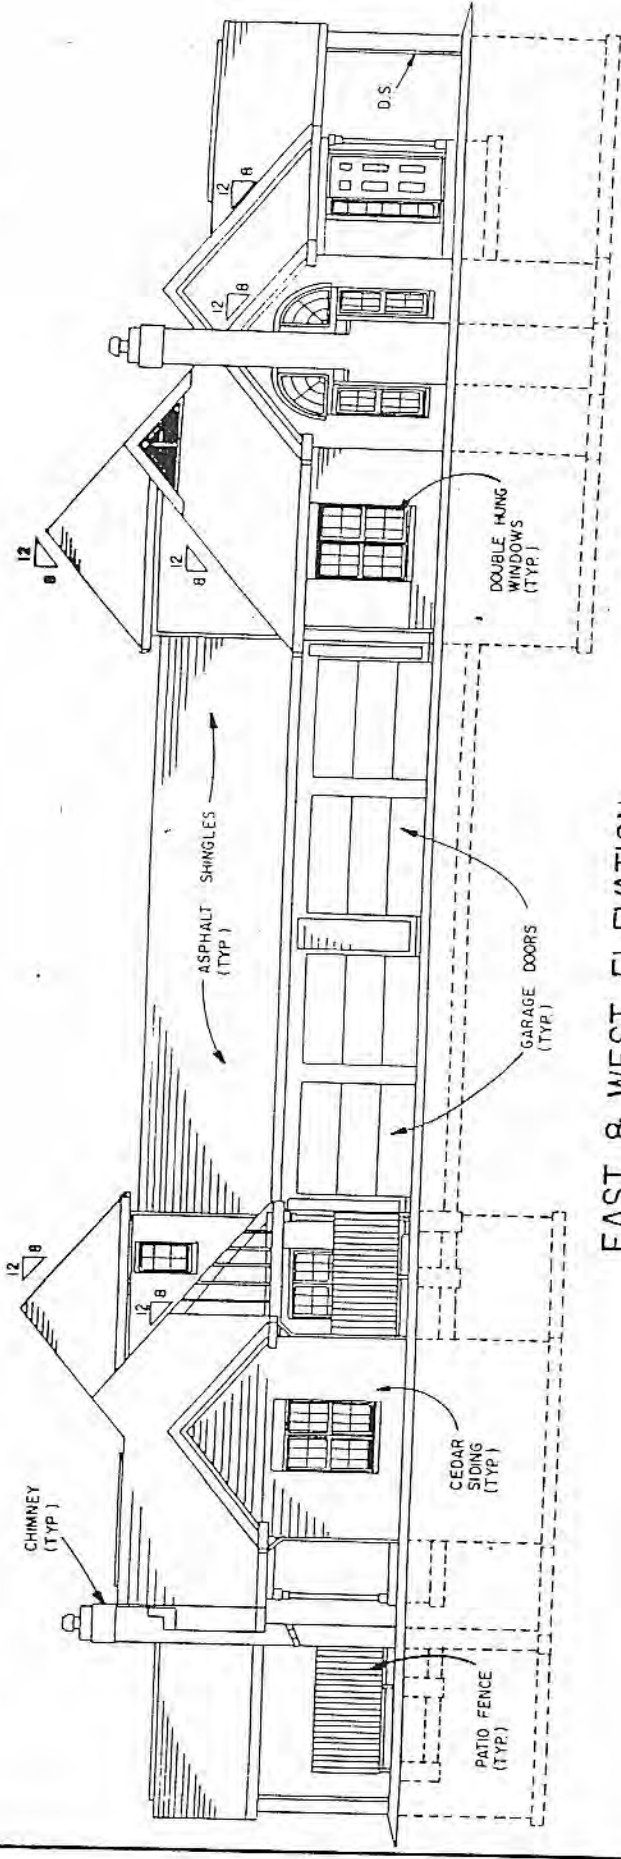 CHIMNEY
(TYP.)
12
8
12
8
ASPHALT SHINGLES
(TYP.)
12
8
12
8
12
8
12
8
D.S.
PATIO FENCE
(TYP.)
CEDAR
SIDING
(TYP.)
GARAGE DOORS
(TYP.)
DOUBLE HUNG
WINDOWS
(TYP.)
EAST & WEST ELEVATION